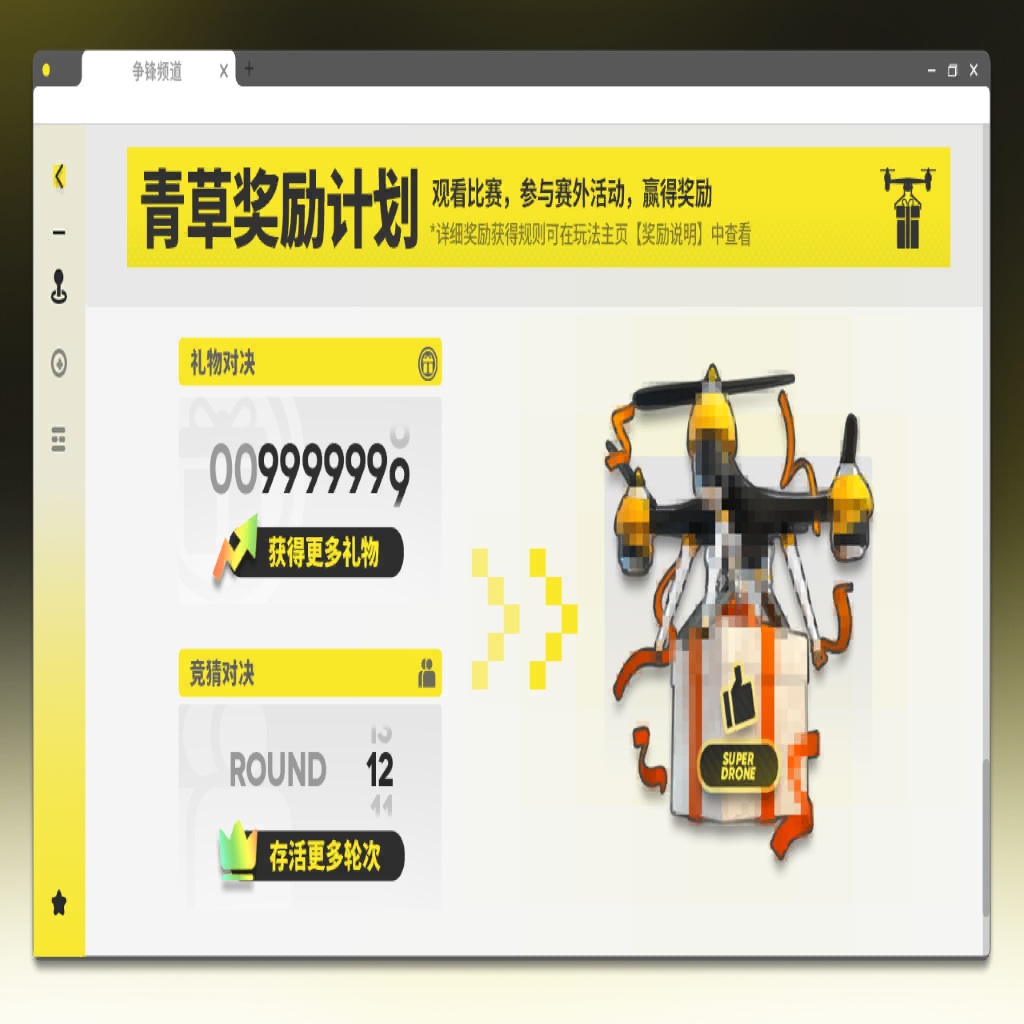 争锋频道
青草奖励计划
观看比赛，参与赛外活动，赢得奖励
*详细奖励获得规则可在玩法主页【奖励说明】中查看
礼物对决
0099999999
获得更多礼物
竞猜对决
13
ROUND 12
11
存活更多轮次
SUPER
DRONE